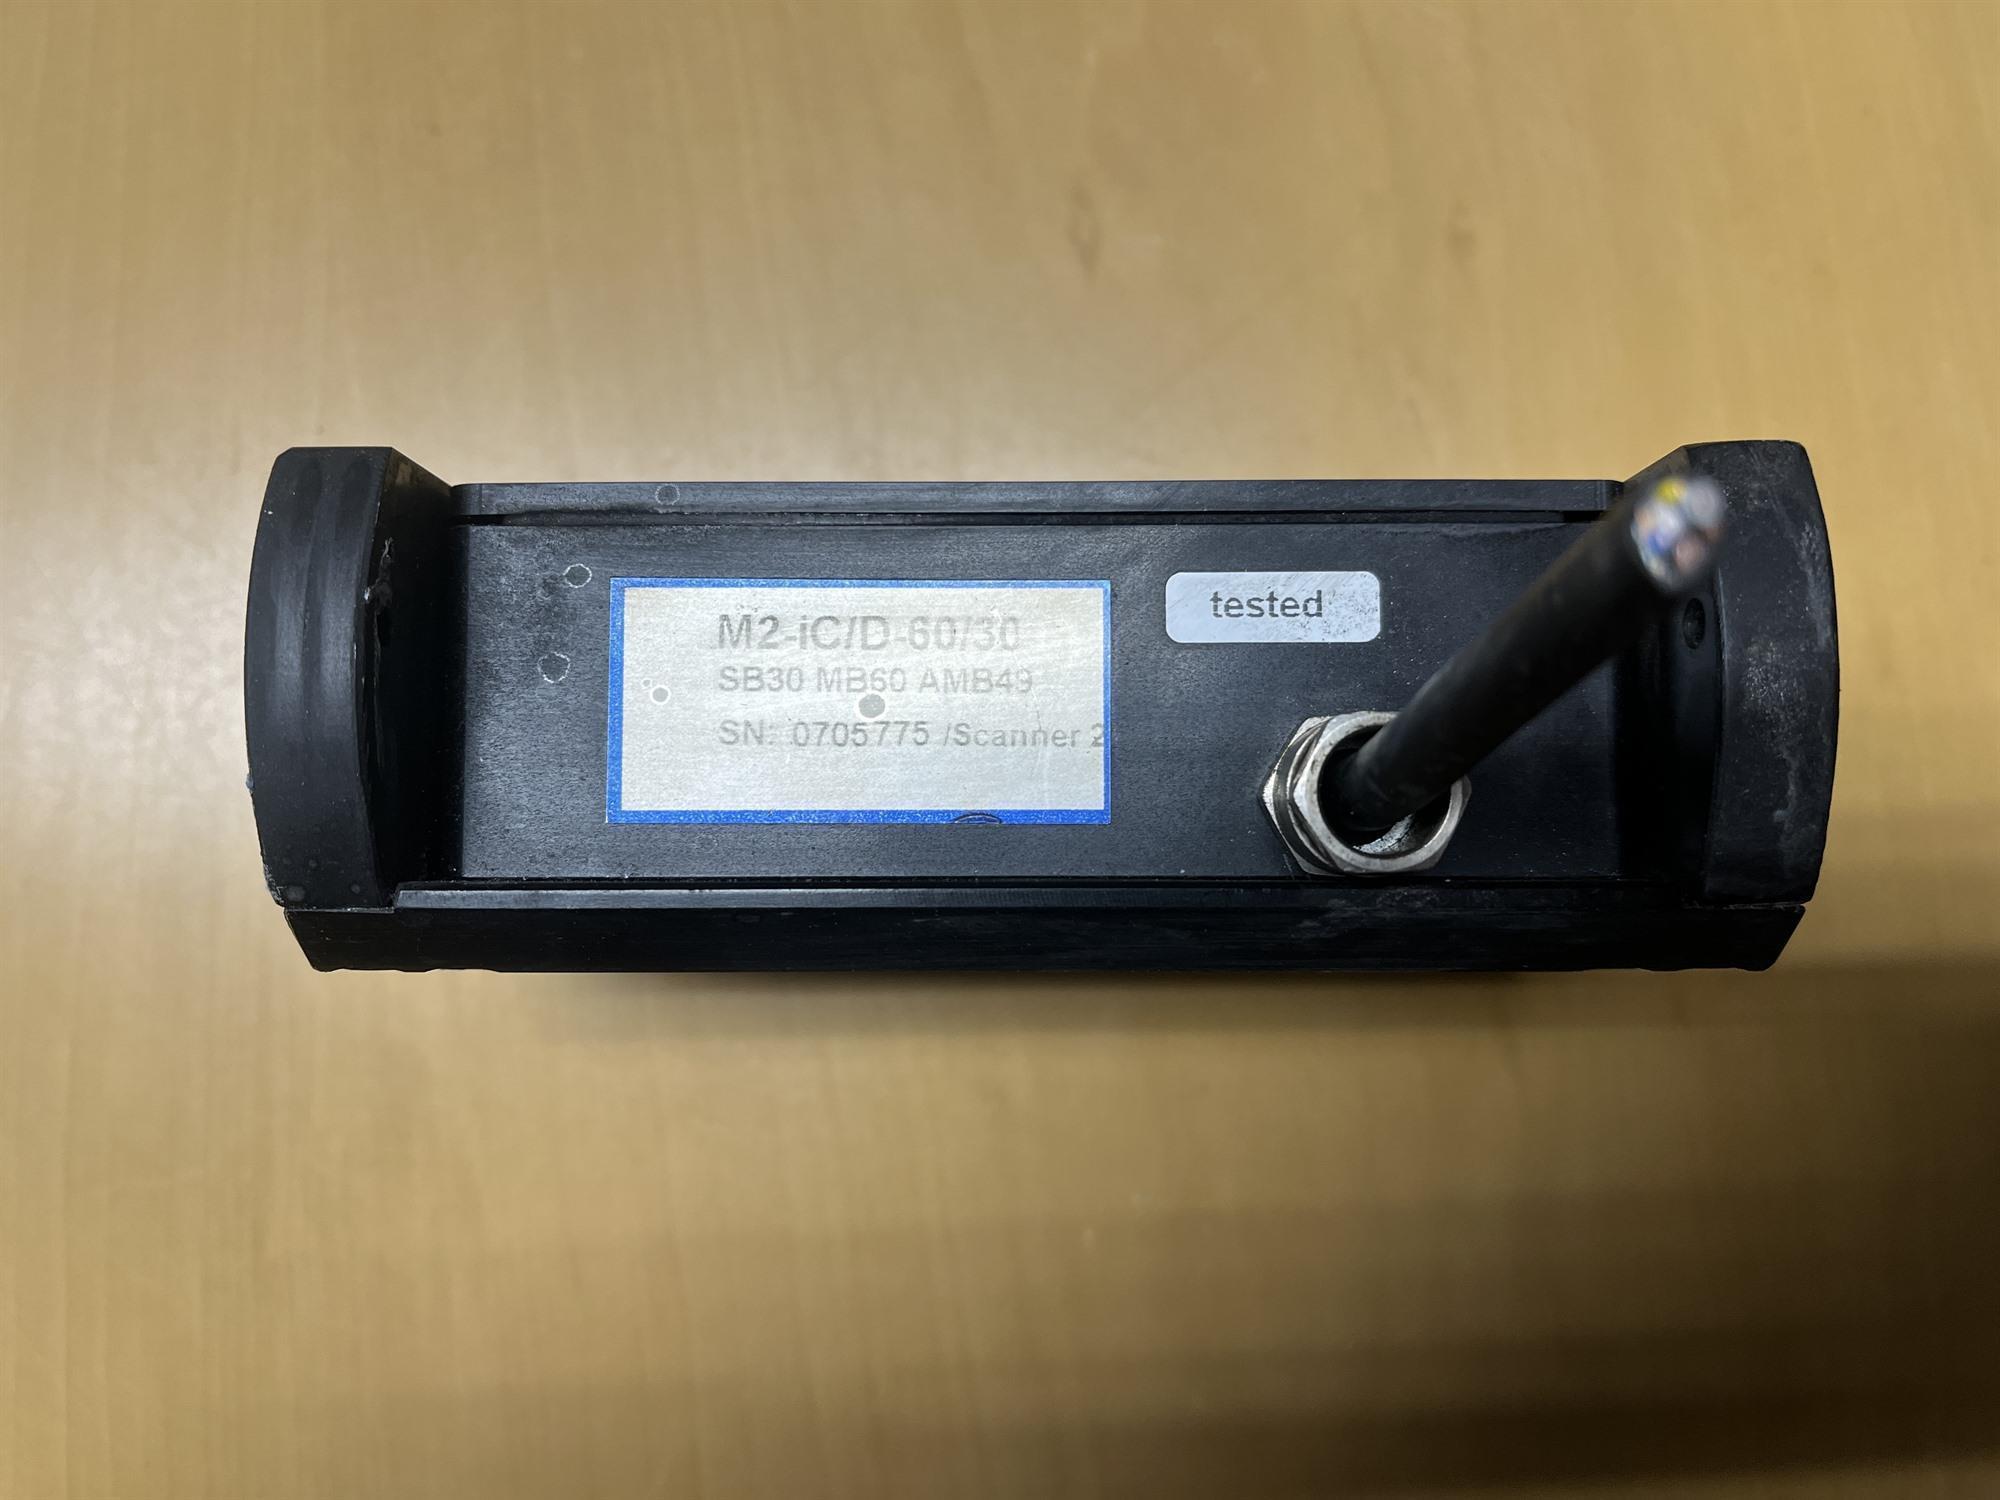 M2-iC/D-60/30
SB30 MB60 AMB49
SN: 0705775 /Scanner 2
tested